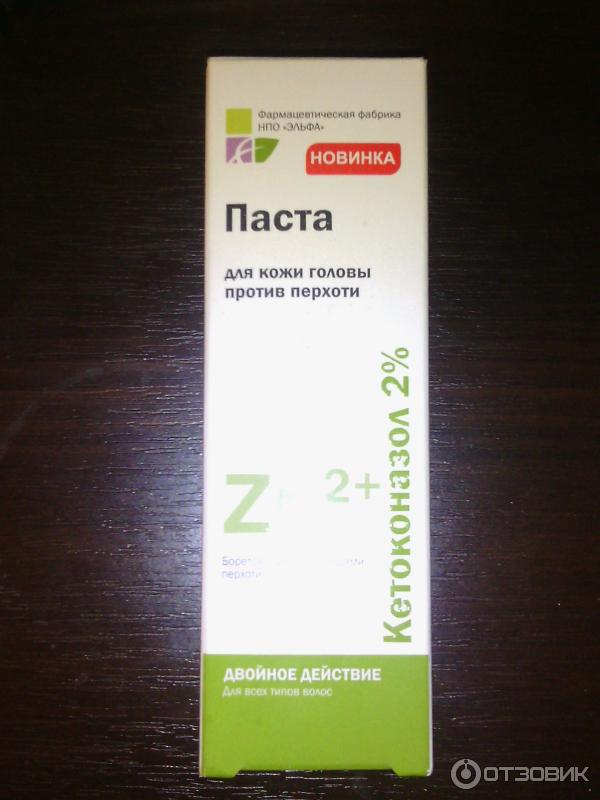 Фармацевтическая фабрика
НПО «ЭЛЬФА»
НОВИНКА
Паста
для кожи головы
против перхоти
Кетоконазол 2%
Z 2+
перхоти
ДВОЙНОЕ ДЕЙСТВИЕ
Для всех типов волос
ОТЗОВИК